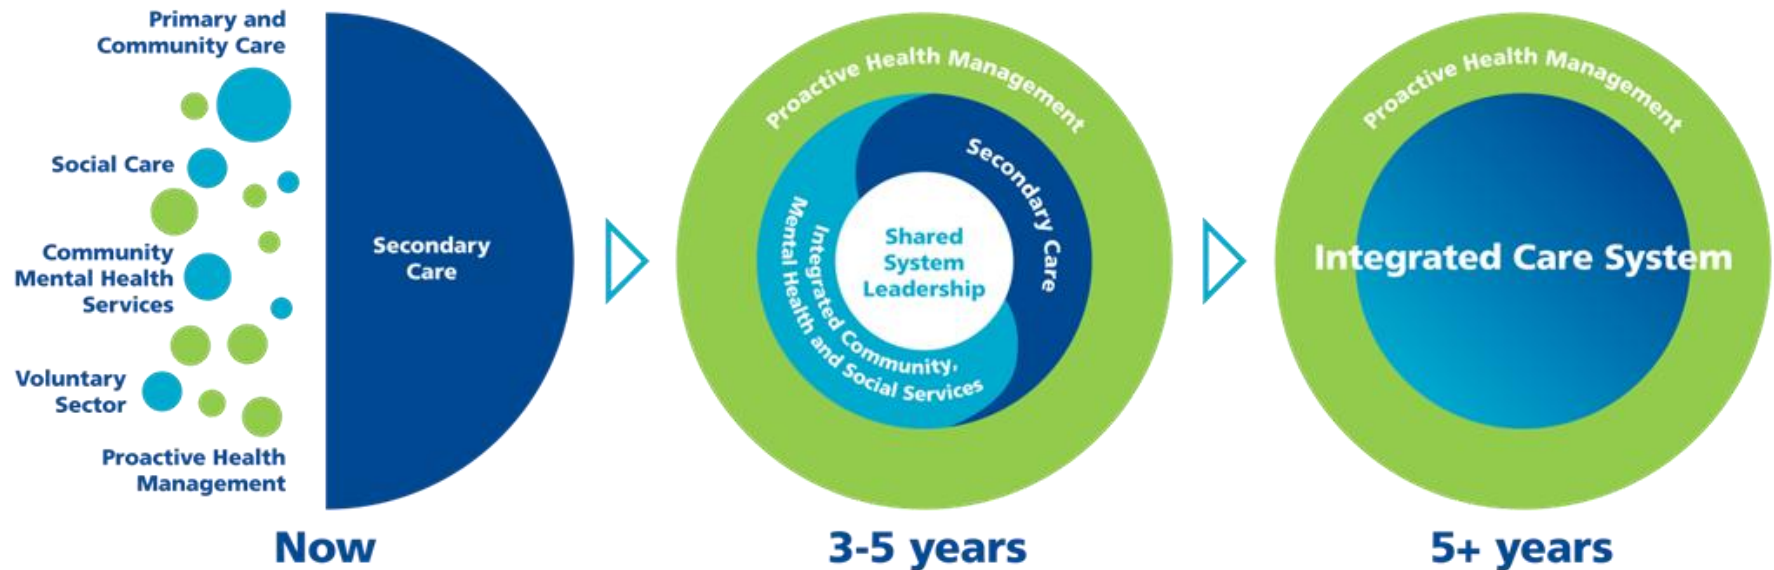 Primary and
Community Care
Social Care
Community
Mental Health
Services
Voluntary
Sector
Proactive Health
Management
Secondary
Care
Now
Proactive Health Management
Secondary Care
Shared
System
Leadership
Integrated Community,
Mental Health and Social Services
3-5 years
Proactive Health Management
Integrated Care System
5+ years